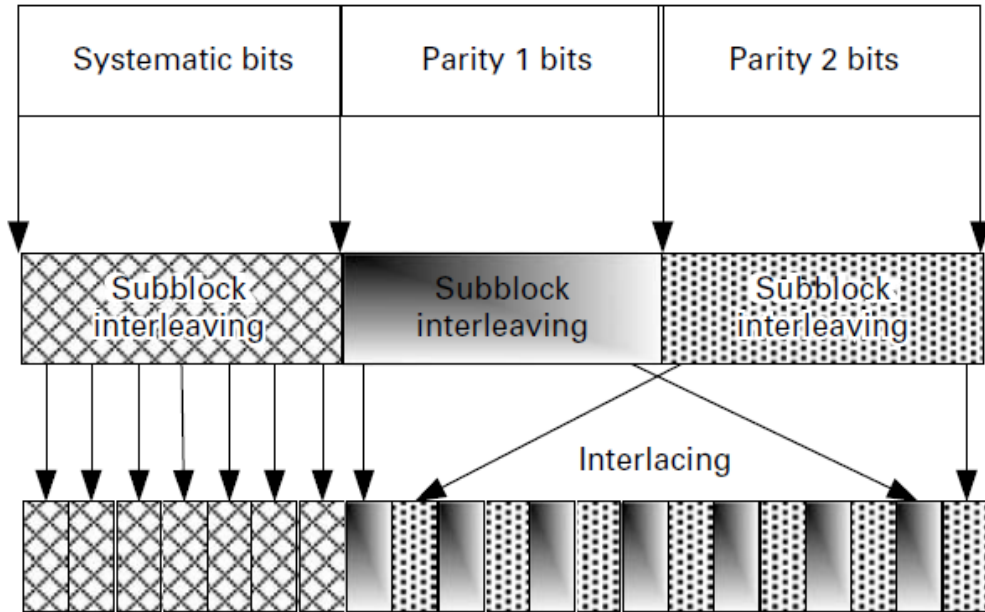 Systematic bits
Parity 1 bits
Parity 2 bits
Subblock
interleaving
Subblock
interleaving
Subblock
interleaving
Interlacing